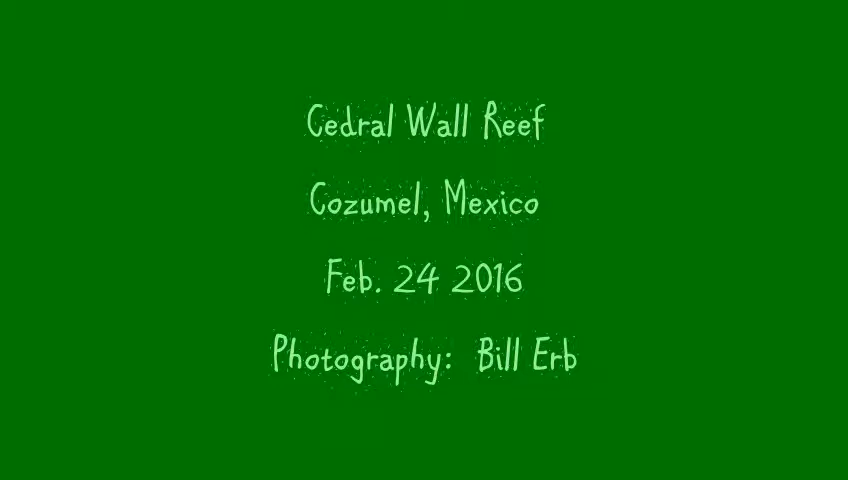 Cedral Wall Reef
Cozumel, Mexico
Feb. 24 2016
Photography:  Bill Erb